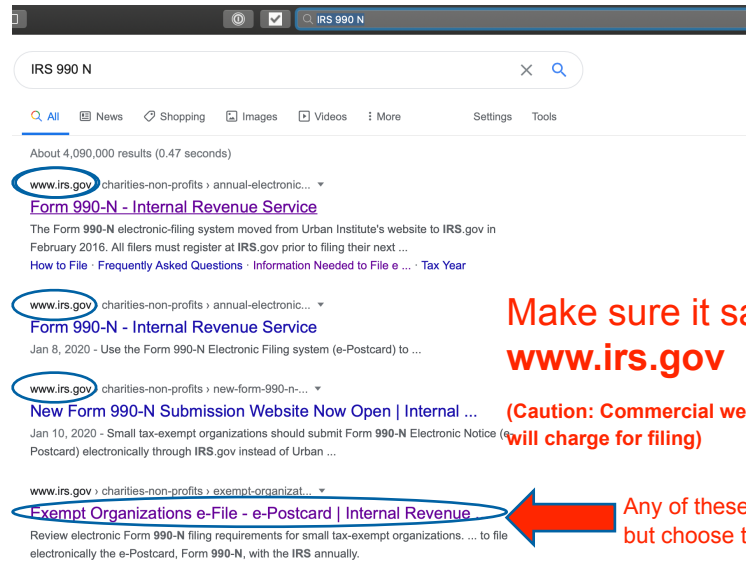 IRS 990 N
IRS 990 N
All News Shopping Images Videos More Settings Tools
About 4,090,000 results (0.47 seconds)
www.irs.gov › charities-non-profits › annual-electronic...
Form 990-N - Internal Revenue Service
The Form 990-N electronic-filing system moved from Urban Institute's website to IRS.gov in
February 2016. All filers must register at IRS.gov prior to filing their next ...
How to File · Frequently Asked Questions · Information Needed to File e ... · Tax Year
www.irs.gov › charities-non-profits › annual-electronic...
Form 990-N - Internal Revenue Service
Jan 8, 2020 - Use the Form 990-N Electronic Filing system (e-Postcard) to ...
www.irs.gov › charities-non-profits › new-form-990-n-...
New Form 990-N Submission Website Now Open | Internal ...
Jan 10, 2020 - Small tax-exempt organizations should submit Form 990-N Electronic Notice (e-
Postcard) electronically through IRS.gov instead of Urban ...
www.irs.gov › charities-non-profits › exempt-organizat...
Exempt Organizations e-File - e-Postcard | Internal Revenue ...
Review electronic Form 990-N filing requirements for small tax-exempt organizations. ... to file
electronically the e-Postcard, Form 990-N, with the IRS annually.
Make sure it
www.irs.gov
(Caution: Commercial
will charge for filing)
Any of these
but choose